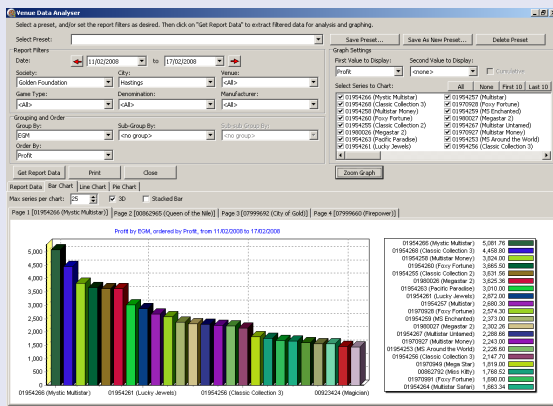 Venue Data Analyser
Select a preset, and/or set the report filters as desired. Then click on "Get Report Data" to extract filtered data for analysis and graphing.
Select Preset:
Save Preset...
Save As New Preset...
Delete Preset
Report Filters
Date:
11/02/2008
to
17/02/2008
Society:
City:
Venue:
Golden Foundation
Hastings
<All>
Game Type:
Denomination:
Manufacturer:
<All>
<All>
<All>
Grouping and Order
Group By:
Sub-Group By:
Sub-sub Group-By:
EGM
<no group>
<no group>
Order By:
Profit
Graph Settings
First Value to Display:
Second Value to Display:
Profit
<none>
Cumulative
Select Series to Chart:
All
None
First 10
Last 10
01954266 (Mystic Multistar)
01954268 (Classic Collection 3)
01954258 (Multistar Money)
01954260 (Foxy Fortune)
01954255 (Classic Collection 2)
01980026 (Megastar 2)
01954263 (Pacific Paradise)
01954261 (Lucky Jewels)
01954257 (Multistar)
01970928 (Foxy Fortune)
01954259 (MS Enchanted)
01980027 (Megastar 2)
01954267 (Multistar Untamed)
01970927 (Multistar Money)
01954253 (MS Around the World)
01954256 (Classic Collection 3)
Get Report Data
Print
Close
Zoom Graph
Report Data
Bar Chart
Line Chart
Pie Chart
Max series per chart:
25
3D
Stacked Bar
Page 1 [01954266 (Mystic Multistar)]
Page 2 [00862965 (Queen of the Nile)]
Page 3 [07999692 (City of Gold)]
Page 4 [07999660 (Firepower)]
Profit by EGM, ordered by Profit, from 11/02/2008 to 17/02/2008
5,000
4,500
4,000
3,500
3,000
2,500
2,000
1,500
1,000
500
0
01954266 (Mystic Multistar)
01954261 (Lucky Jewels)
01954256 (Classic Collection 3)
00923424 (Magician)
01954266 (Mystic Multistar) 5,081.76
01954268 (Classic Collection 3) 4,458.80
01954258 (Multistar Money) 3,824.00
01954260 (Foxy Fortune) 3,665.50
01954255 (Classic Collection 2) 3,631.56
01980026 (Megastar 2) 3,625.36
01954263 (Pacific Paradise) 3,010.00
01954261 (Lucky Jewels) 2,872.00
01954257 (Multistar) 2,680.30
01970928 (Foxy Fortune) 2,574.30
01954259 (MS Enchanted) 2,373.00
01980027 (Megastar 2) 2,302.26
01954267 (Multistar Untamed) 2,288.66
01970927 (Multistar Money) 2,243.00
01954253 (MS Around the World) 2,226.60
01954256 (Classic Collection 3) 2,147.70
01970949 (Mega Star) 1,819.00
00862792 (Miss Kitty) 1,768.52
01970991 (Foxy Fortune) 1,690.00
01954264 (Multistar Safari) 1,663.34